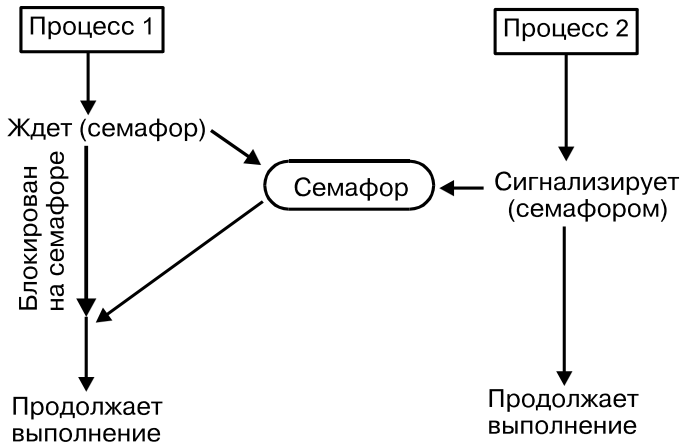 Процесс 1
Процесс 2
Ждет (семафор)
Блокирован
на семафоре
Семафор
Сигнализирует
(семафором)
Продолжает
выполнение
Продолжает
выполнение